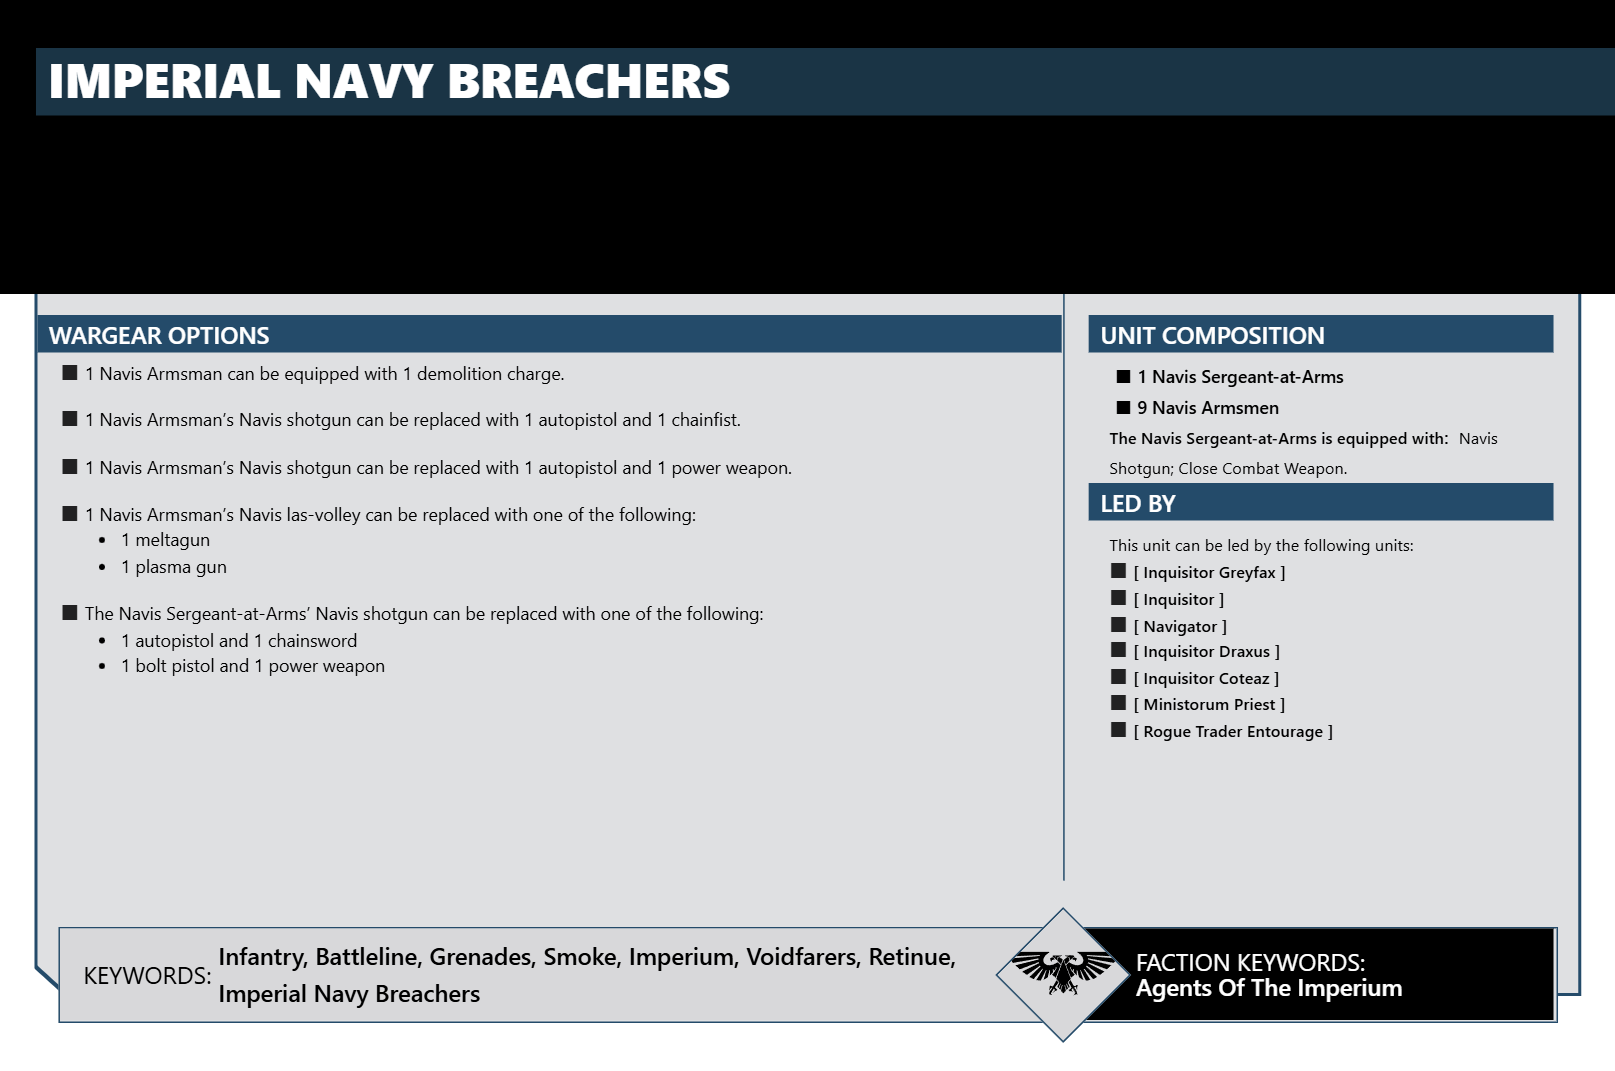 IMPERIAL NAVY BREACHERS
WARGEAR OPTIONS
■ 1 Navis Armsman can be equipped with 1 demolition charge.
■ 1 Navis Armsman’s Navis shotgun can be replaced with 1 autopistol and 1 chainfist.
■ 1 Navis Armsman’s Navis shotgun can be replaced with 1 autopistol and 1 power weapon.
■ 1 Navis Armsman’s Navis las-volley can be replaced with one of the following:
• 1 meltagun
• 1 plasma gun
■ The Navis Sergeant-at-Arms’ Navis shotgun can be replaced with one of the following:
• 1 autopistol and 1 chainsword
• 1 bolt pistol and 1 power weapon
UNIT COMPOSITION
■ 1 Navis Sergeant-at-Arms
■ 9 Navis Armsmen
The Navis Sergeant-at-Arms is equipped with: Navis
Shotgun; Close Combat Weapon.
LED BY
This unit can be led by the following units:
■ [ Inquisitor Greyfax ]
■ [ Inquisitor ]
■ [ Navigator ]
■ [ Inquisitor Draxus ]
■ [ Inquisitor Coteaz ]
■ [ Ministorum Priest ]
■ [ Rogue Trader Entourage ]
KEYWORDS:
Infantry, Battleline, Grenades, Smoke, Imperium, Voidfarers, Retinue,
Imperial Navy Breachers
FACTION KEYWORDS:
Agents Of The Imperium